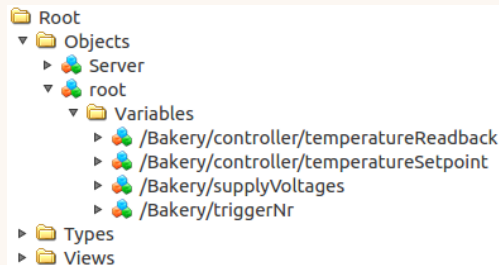 Root
Objects
Server
root
Variables
/Bakery/controller/temperatureReadback
/Bakery/controller/temperatureSetpoint
/Bakery/supplyVoltages
/Bakery/triggerNr
Types
Views